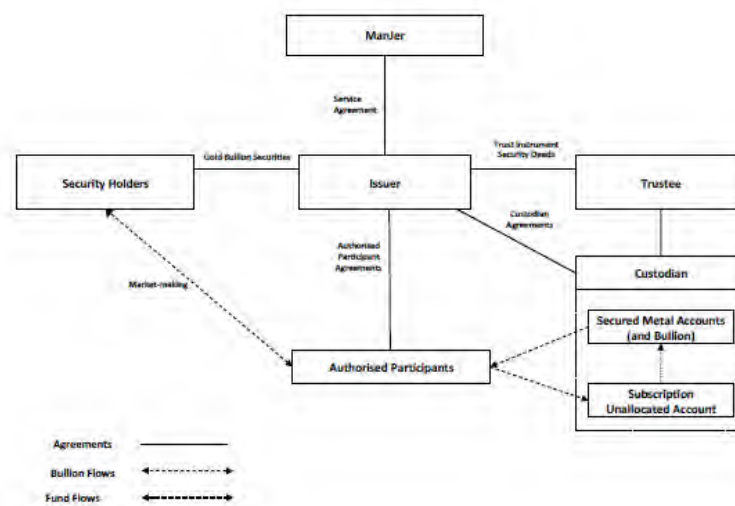 ManJer
Service
Agreement
Gold Bullion Securities
Trust Instrument
Security Deeds
Security Holders
Issuer
Trustee
Custodian
Agreements
Authorised
Participant
Agreements
Custodian
Market-making
Secured Metal Accounts
(and Bullion)
Authorised Participants
Subscription
Unallocated Account
Agreements
Bullion Flows
Fund Flows